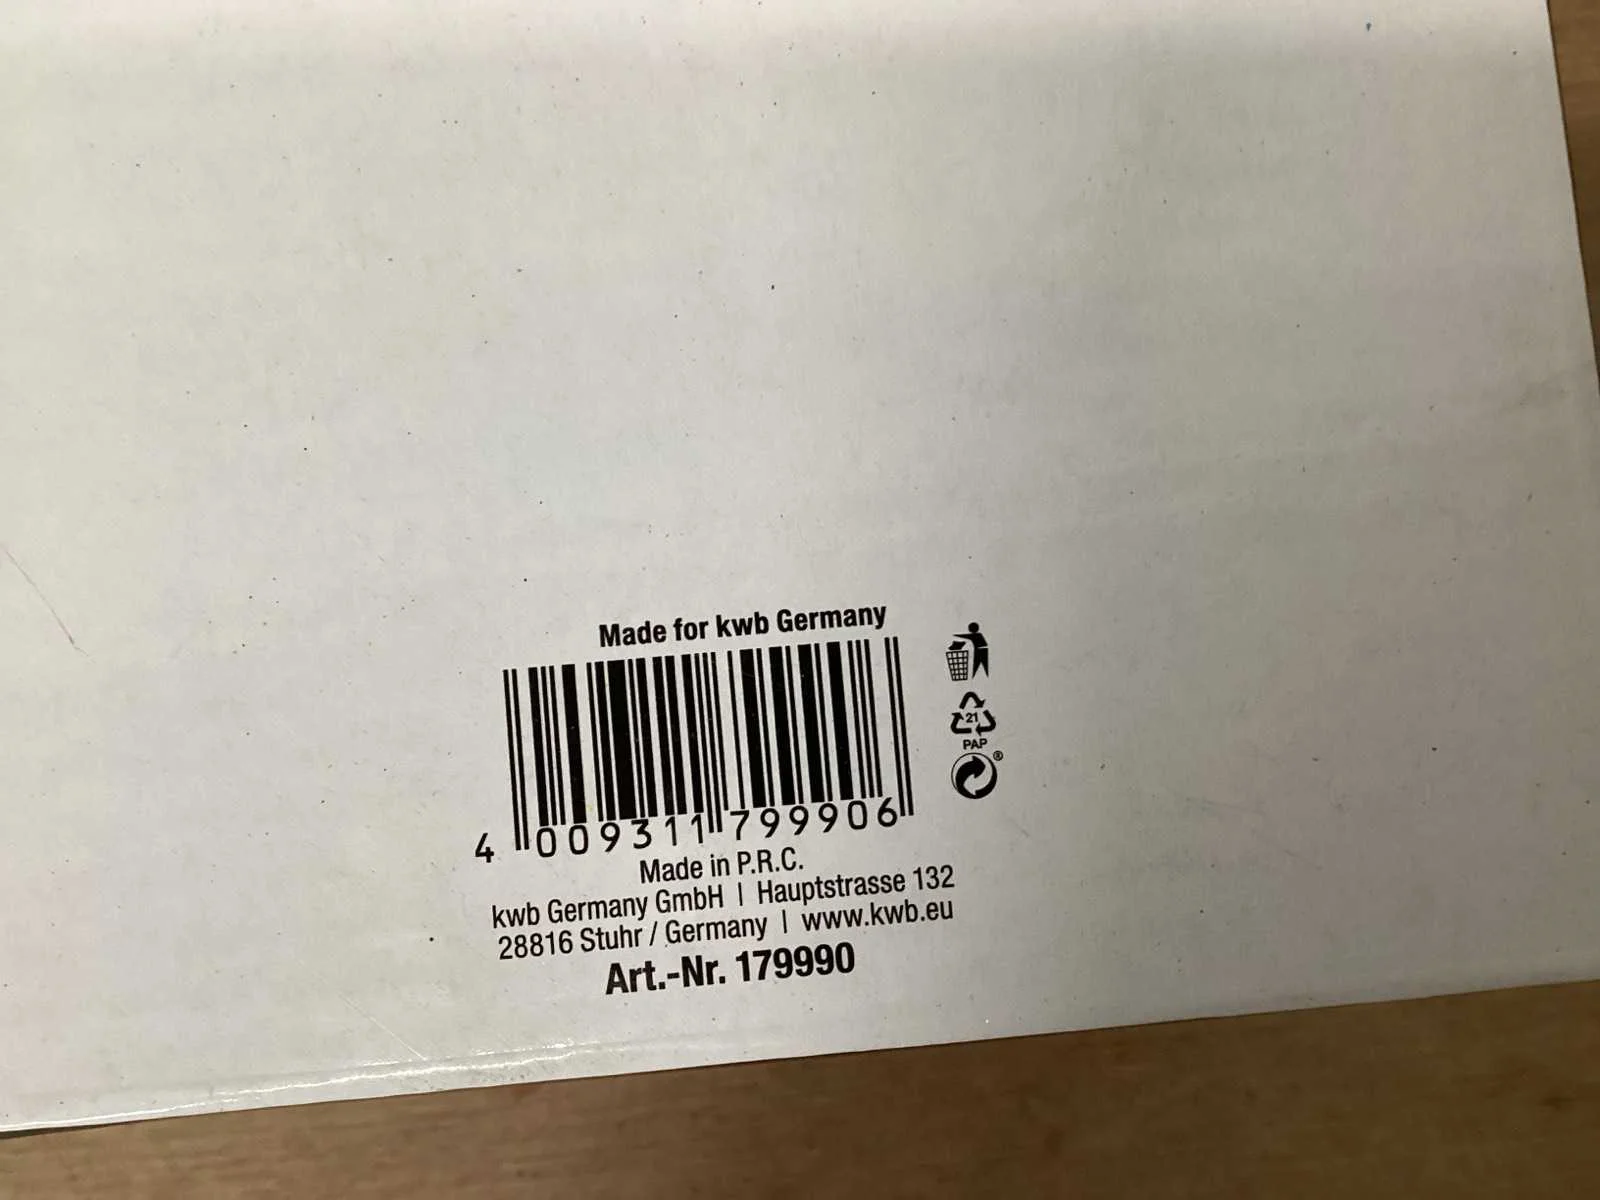 Made for kwb Germany
4 009311 799906
Made in P.R.C.
kwb Germany GmbH | Hauptstrasse 132
28816 Stuhr / Germany | www.kwb.eu
Art.-Nr. 179990
21
PAP
®